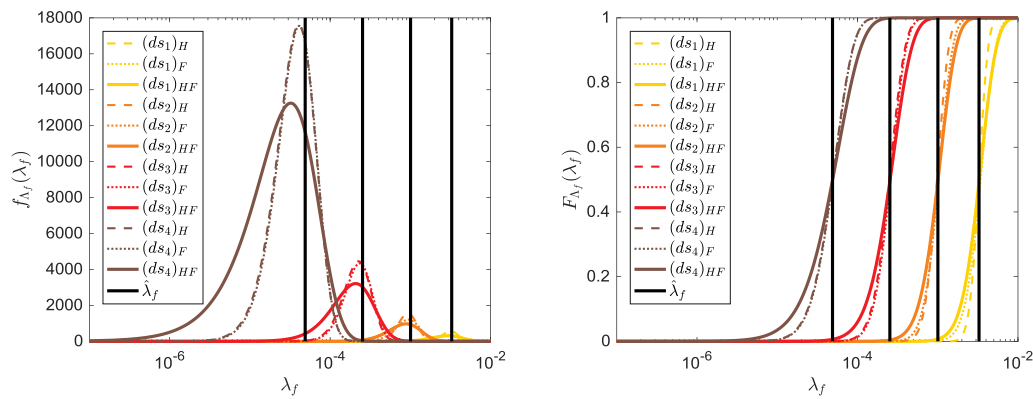 18000
16000
14000
12000
10000
8000
6000
4000
2000
0
f_{Λ_f}(λ_f)
(ds_1)_H
(ds_1)_F
(ds_1)_{HF}
(ds_2)_H
(ds_2)_F
(ds_2)_{HF}
(ds_3)_H
(ds_3)_F
(ds_3)_{HF}
(ds_4)_H
(ds_4)_F
(ds_4)_{HF}
\hat{λ}_f
10^{-6} 10^{-4} 10^{-2}
λ_f
1
0.8
0.6
0.4
0.2
0
F_{Λ_f}(λ_f)
(ds_1)_H
(ds_1)_F
(ds_1)_{HF}
(ds_2)_H
(ds_2)_F
(ds_2)_{HF}
(ds_3)_H
(ds_3)_F
(ds_3)_{HF}
(ds_4)_H
(ds_4)_F
(ds_4)_{HF}
\hat{λ}_f
10^{-6} 10^{-4} 10^{-2}
λ_f